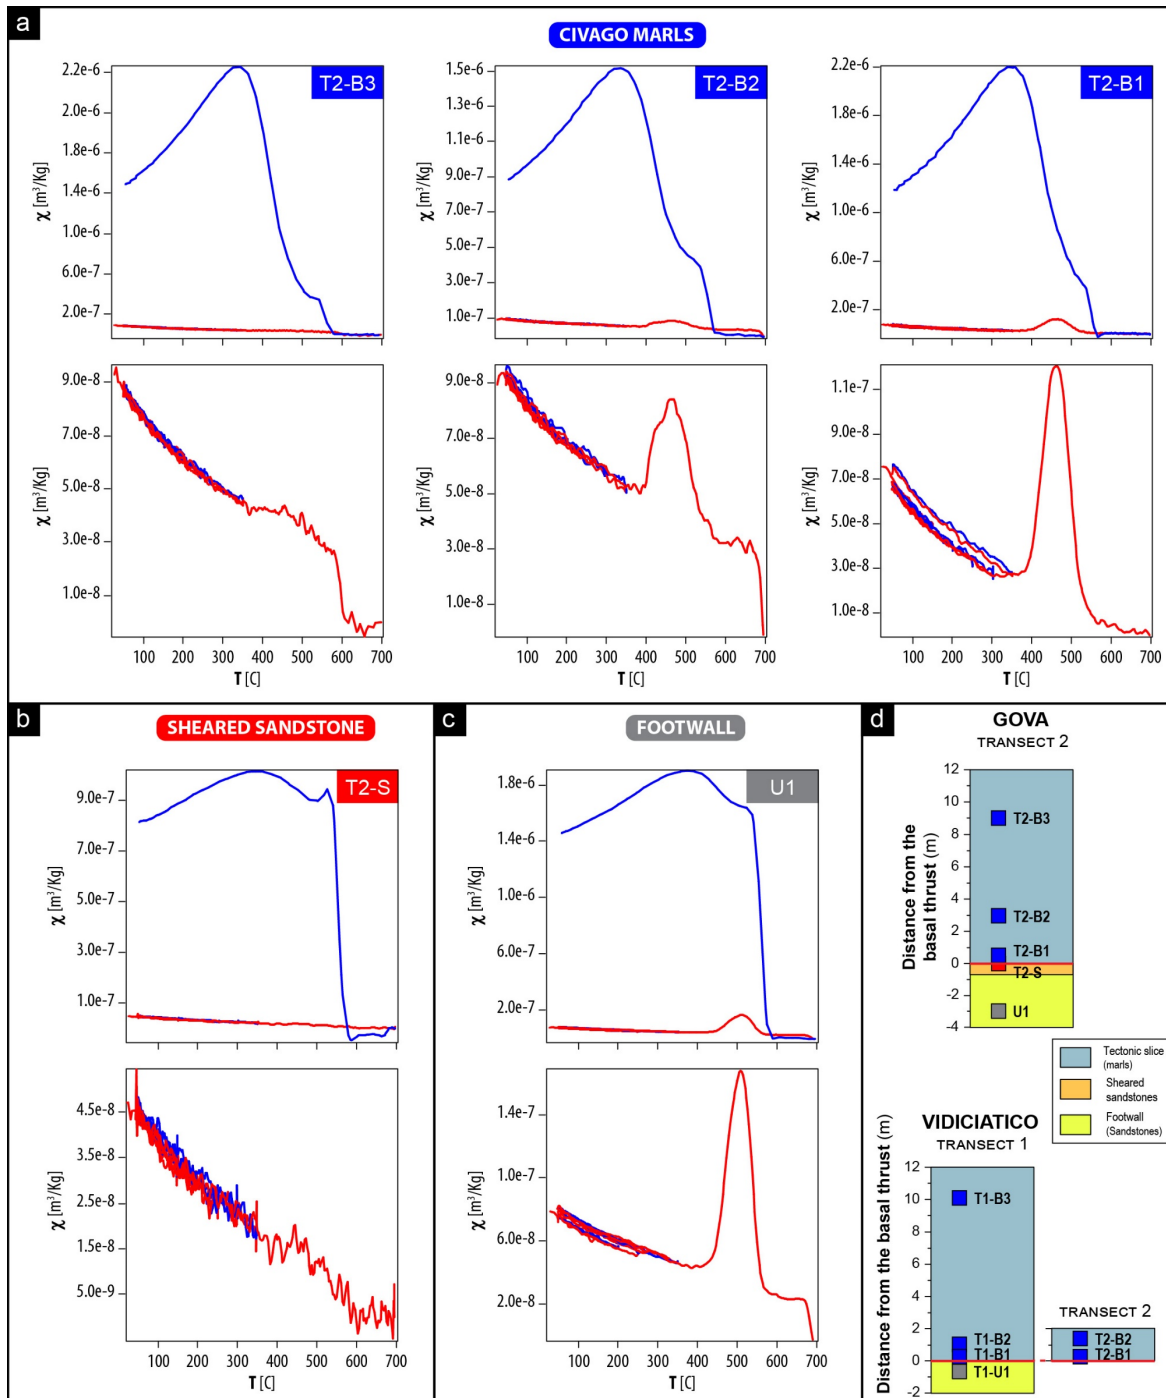 a
CIVAGO MARLS
T2-B3
T2-B2
T2-B1
χ [m³/Kg]
2.2e-6
2.0e-6
1.8e-6
1.4e-6
1.0e-6
6.0e-7
2.0e-7
χ [m³/Kg]
1.5e-6
1.3e-6
1.1e-6
9.0e-7
7.0e-7
5.0e-7
3.0e-7
1.0e-7
χ [m³/Kg]
2.2e-6
1.8e-6
1.4e-6
1.0e-6
6.0e-7
2.0e-7
χ [m³/Kg]
9.0e-8
7.0e-8
5.0e-8
3.0e-8
1.0e-8
100 200 300 400 500 600 700
T [C]
χ [m³/Kg]
9.0e-8
7.0e-8
5.0e-8
3.0e-8
1.0e-8
100 200 300 400 500 600 700
T [C]
χ [m³/Kg]
1.1e-7
9.0e-8
7.0e-8
5.0e-8
3.0e-8
1.0e-8
100 200 300 400 500 600 700
T [C]
b
SHEARED SANDSTONE
T2-S
χ [m³/Kg]
9.0e-7
7.0e-7
5.0e-7
3.0e-7
1.0e-7
χ [m³/Kg]
4.5e-8
3.5e-8
2.5e-8
1.5e-8
5.0e-9
100 200 300 400 500 600 700
T [C]
c
FOOTWALL
U1
χ [m³/Kg]
1.8e-6
1.4e-6
1.0e-6
6.0e-7
2.0e-7
χ [m³/Kg]
1.4e-7
1.0e-7
6.0e-8
2.0e-8
100 200 300 400 500 600 700
T [C]
d
GOVA
TRANSECT 2
Distance from the
basal thrust (m)
12
10
8
6
4
2
0
-2
-4
T2-B3
T2-B2
T2-B1
T2-S
U1
Tectonic slice
(marls)
Sheared
sandstones
Footwall
(Sandstones)
VIDICIATICO
TRANSECT 1
Distance from the basal thrust (m)
12
10
8
6
4
2
0
-2
T1-B3
T1-B2
T1-B1
T1-U1
TRANSECT 2
T2-B2
T2-B1